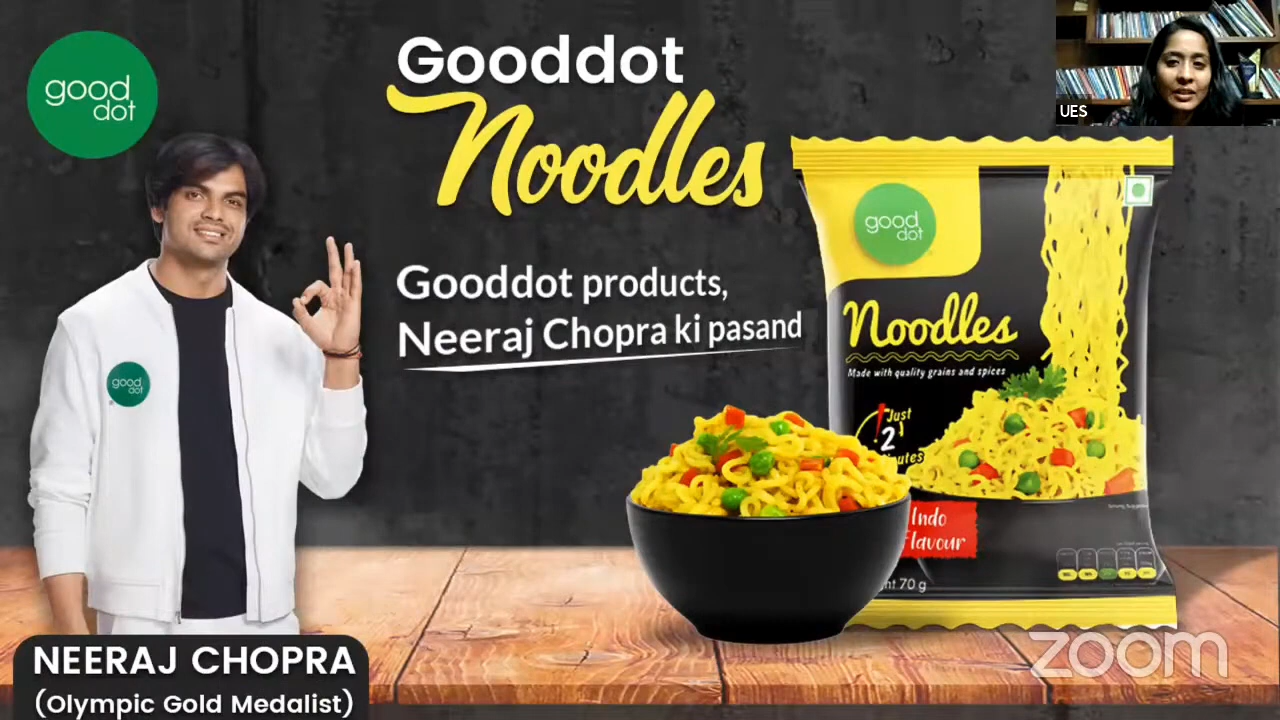 good
dot
Gooddot
Noodles
UES
Gooddot products,
Neeraj Chopra ki pasand
good
dot
good
dot
Noodles
Made with quality grains and spices
Just
2
Indo
Flavour
70 g
NEERAJ CHOPRA
(Olympic Gold Medalist)
zoom